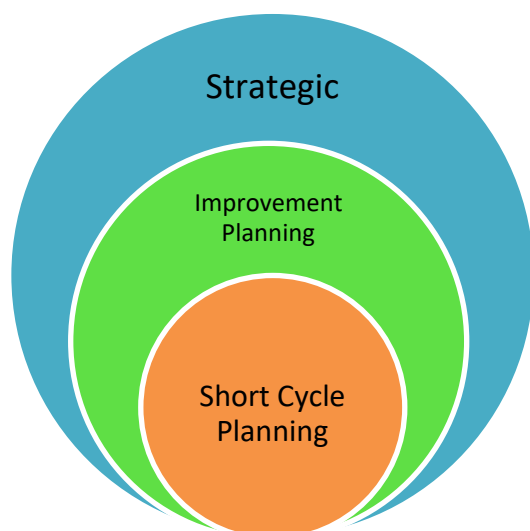 Strategic
Improvement
Planning
Short Cycle
Planning